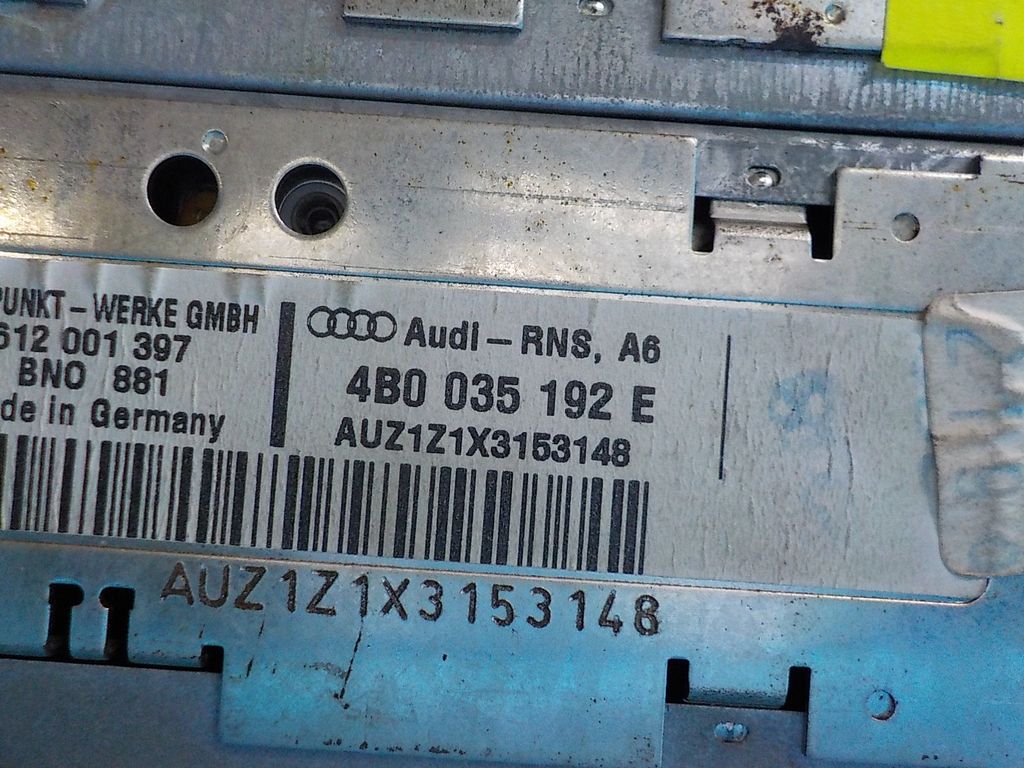 PUNKT-WERKE GMBH
612 001 397
BNO 881
de in Germany
Audi-RNS, A6
4B0 035 192 E
AUZ1Z1X3153148
AUZ1Z1X3153148